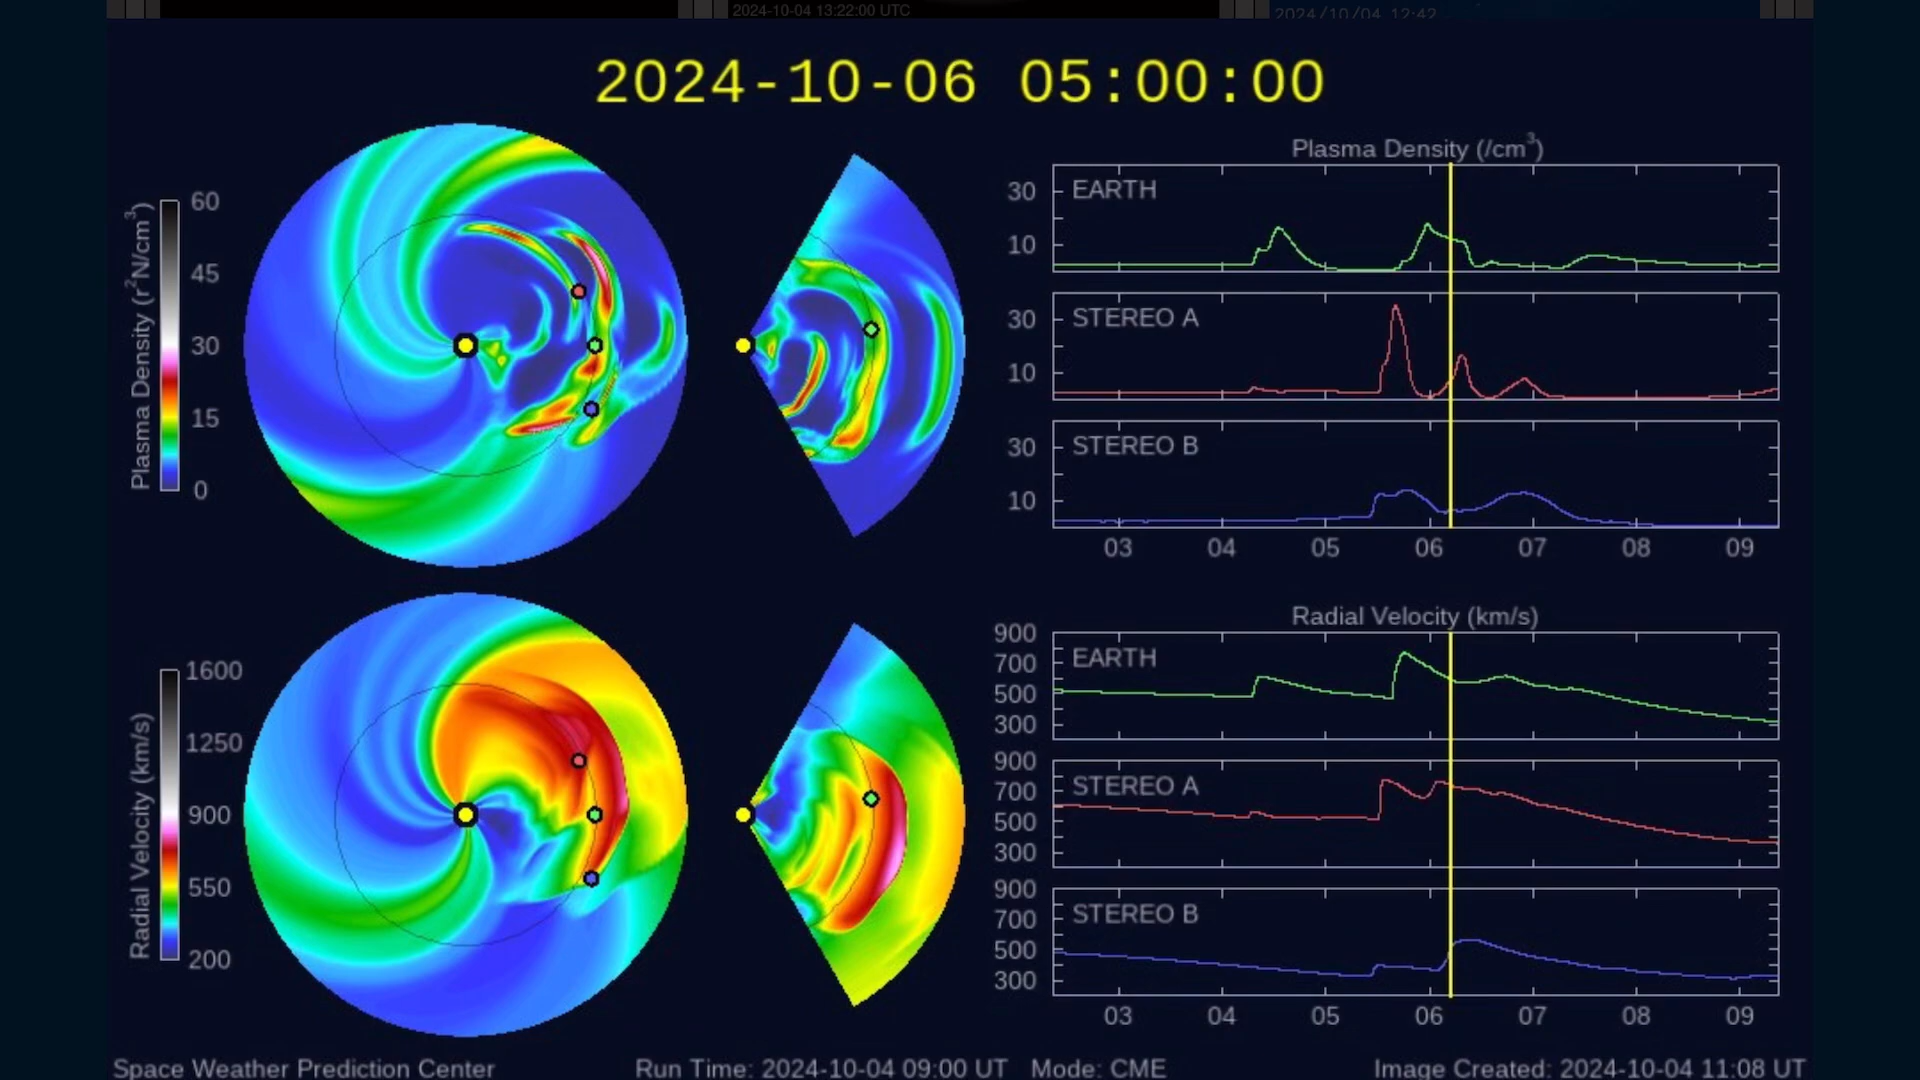 2024-10-04 13:22:00 UTC
2024/10/04 12:42
2024-10-06 05:00:00
Plasma Density (r²N/cm³)
60
45
30
15
0
Plasma Density (/cm³)
EARTH
30
10
STEREO A
30
10
STEREO B
30
10
03 04 05 06 07 08 09
Radial Velocity (km/s)
1600
1250
900
550
200
Radial Velocity (km/s)
EARTH
900
700
500
300
STEREO A
900
700
500
300
STEREO B
900
700
500
300
03 04 05 06 07 08 09
Space Weather Prediction Center
Run Time: 2024-10-04 09:00 UT Mode: CME
Image Created: 2024-10-04 11:08 UT